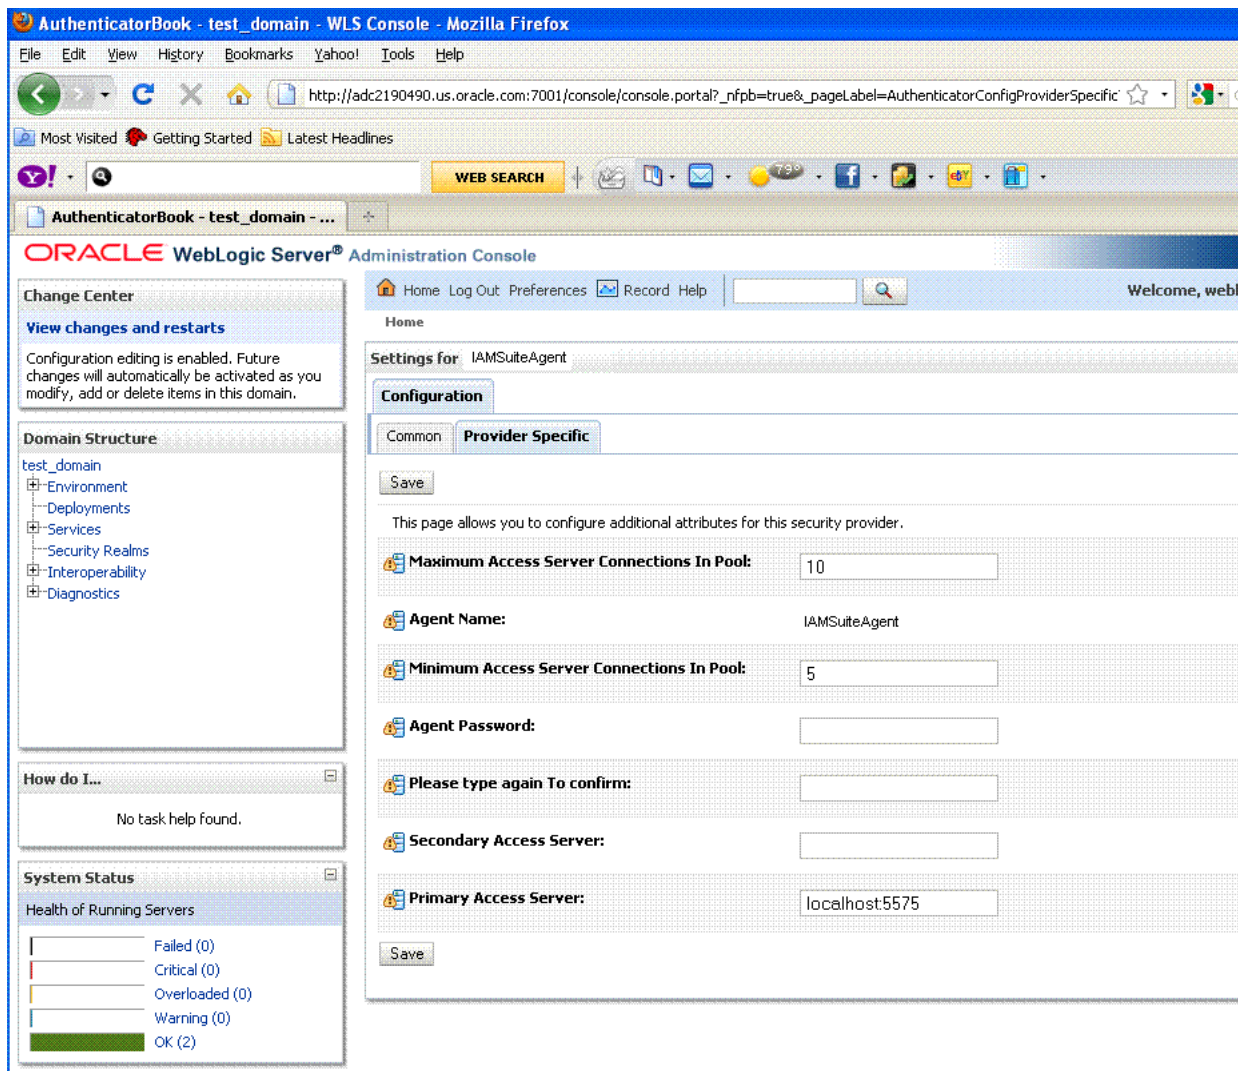 AuthenticatorBook - test_domain - WLS Console - Mozilla Firefox
File Edit View History Bookmarks Yahoo! Tools Help
http://adc2190490.us.oracle.com:7001/console/console.portal?_nfpb=true&_pageLabel=AuthenticatorConfigProviderSpecific
Most Visited Getting Started Latest Headlines
Y! WEB SEARCH 79° f ebY
AuthenticatorBook - test_domain - ...
ORACLE WebLogic Server® Administration Console
Change Center
View changes and restarts
Configuration editing is enabled. Future
changes will automatically be activated as you
modify, add or delete items in this domain.
Domain Structure
test_domain
Environment
Deployments
Services
Security Realms
Interoperability
Diagnostics
How do I...
No task help found.
System Status
Health of Running Servers
Failed (0)
Critical (0)
Overloaded (0)
Warning (0)
OK (2)
Home Log Out Preferences Record Help
Welcome, webl
Home
Settings for IAMSuiteAgent
Configuration
Common Provider Specific
Save
This page allows you to configure additional attributes for this security provider.
Maximum Access Server Connections In Pool: 10
Agent Name: IAMSuiteAgent
Minimum Access Server Connections In Pool: 5
Agent Password:
Please type again To confirm:
Secondary Access Server:
Primary Access Server: localhost:5575
Save